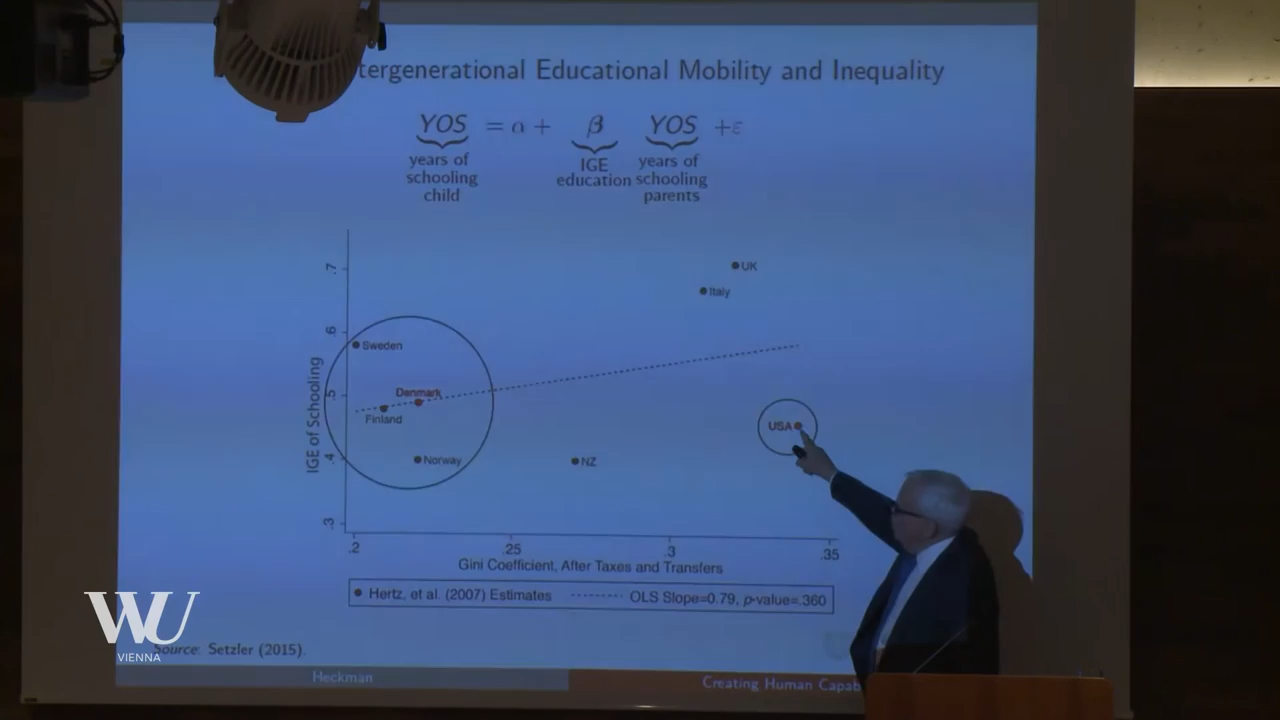 tergenerational Educational Mobility and Inequality
YOS = α + β YOS +ε
years of schooling child
IGE education
years of schooling parents
IGE of Schooling
.7
.6
.5
.4
.3
UK
Italy
Sweden
Denmark
Finland
USA
Norway
NZ
.2
.25
.3
.35
Gini Coefficient, After Taxes and Transfers
Hertz, et al. (2007) Estimates
OLS Slope=0.79, p-value=.360
WU
VIENNA
Source: Setzler (2015).
Heckman
Creating Human Capab